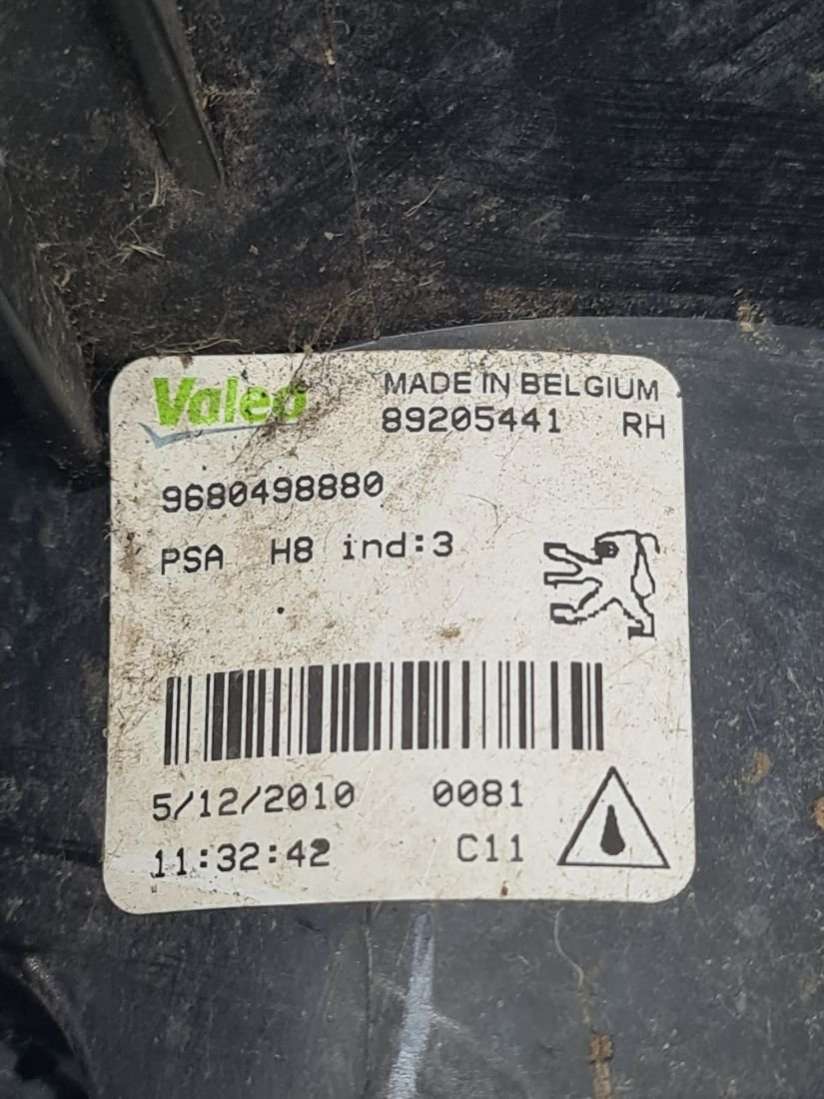 Valeo MADE IN BELGIUM
89205441 RH
9680498880
PSA H8 ind:3
5/12/2010 0081
11:32:42 C11